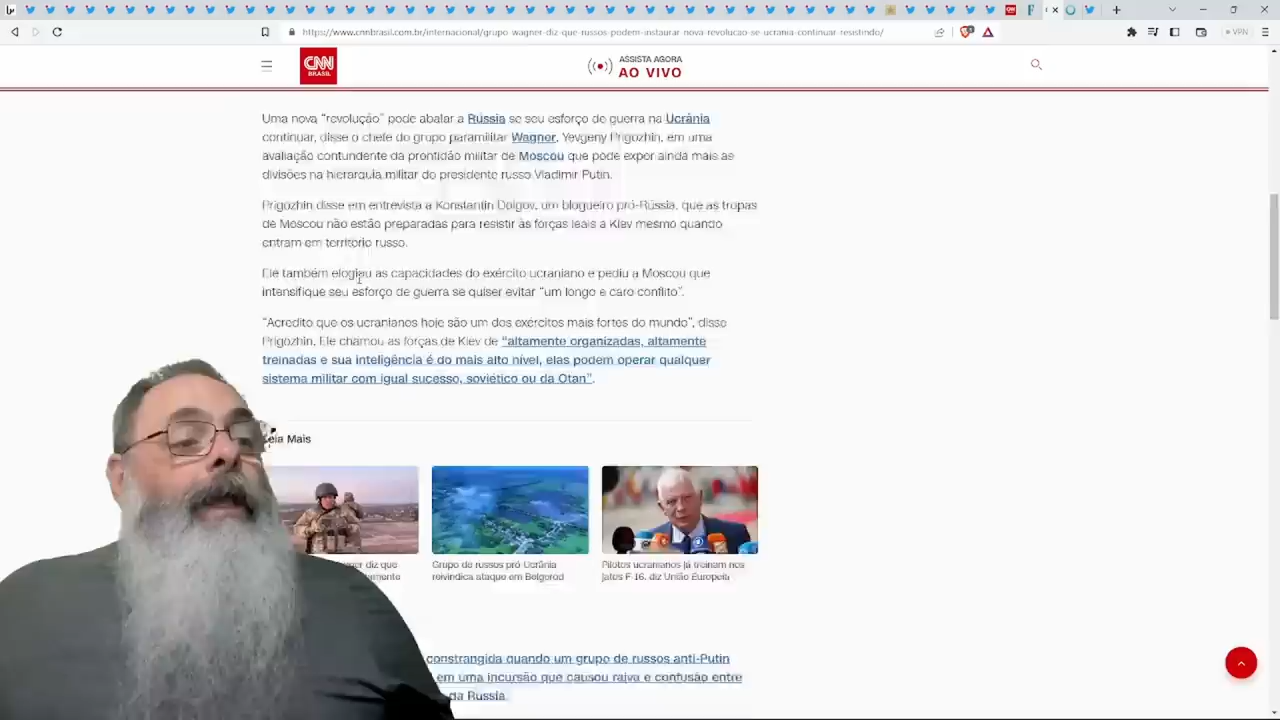 https://www.cnnbrasil.com.br/internacional/grupo-wagner-diz-que-russos-podem-instaurar-nova-revolucao-se-ucrania-continuar-resistindo/
VPN
CNN
BRASIL
ASSISTA AGORA
AO VIVO
Uma nova “revolução” pode abalar a Rússia se seu esforço de guerra na Ucrânia
continuar, disse o chefe do grupo paramilitar Wagner, Yevgeny Prigozhin, em uma
avaliação contundente da prontidão militar de Moscou que pode expor ainda mais as
divisões na hierarquia militar do presidente russo Vladimir Putin.
Prigozhin disse em entrevista a Konstantin Dolgov, um blogueiro pró-Rússia, que as tropas
de Moscou não estão preparadas para resistir às forças leais a Kiev mesmo quando
entram em território russo.
Ele também elogiou as capacidades do exército ucraniano e pediu a Moscou que
intensifique seu esforço de guerra se quiser evitar “um longo e caro conflito”.
“Acredito que os ucranianos hoje são um dos exércitos mais fortes do mundo”, disse
Prigozhin. Ele chamou as forças de Kiev de “altamente organizadas, altamente
treinadas e sua inteligência é do mais alto nível, elas podem operar qualquer
sistema militar com igual sucesso, soviético ou da Otan”.
Leia Mais
diz que
Grupo de russos pró Ucrânia
reivindica ataque em Belgorod
Pilotos ucranianos já treinam nos
jatos F-16, diz União Europeia
constrangida quando um grupo de russos anti-Putin
em uma incursão que causou raiva e confusão entre
da Rússia.